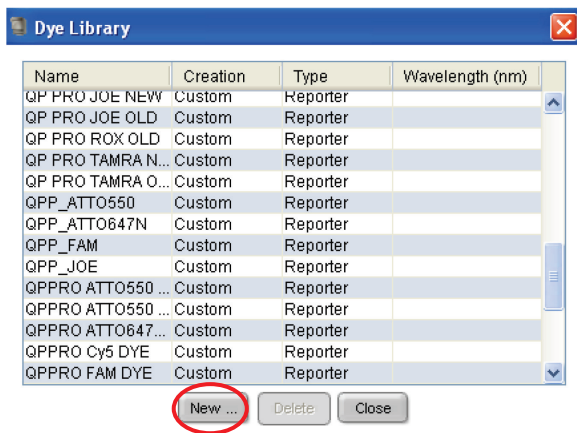 Dye Library
Name Creation Type Wavelength (nm)
QP PRO JOE NEW Custom Reporter
QP PRO JOE OLD Custom Reporter
QP PRO ROX OLD Custom Reporter
QP PRO TAMRA N... Custom Reporter
QP PRO TAMRA O... Custom Reporter
QPP_ATTO550 Custom Reporter
QPP_ATTO647N Custom Reporter
QPP_FAM Custom Reporter
QPP_JOE Custom Reporter
QPPRO ATTO550 ... Custom Reporter
QPPRO ATTO550 ... Custom Reporter
QPPRO ATTO647... Custom Reporter
QPPRO Cy5 DYE Custom Reporter
QPPRO FAM DYE Custom Reporter
New ... Delete Close